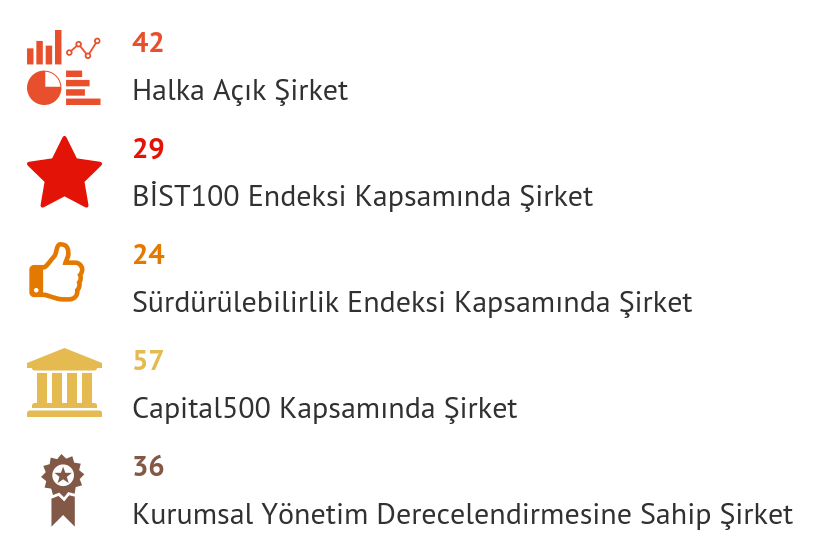 42
Halka Açık Şirket
29
BİST100 Endeksi Kapsamında Şirket
24
Sürdürülebilirlik Endeksi Kapsamında Şirket
57
Capital500 Kapsamında Şirket
36
Kurumsal Yönetim Derecelendirmesine Sahip Şirket